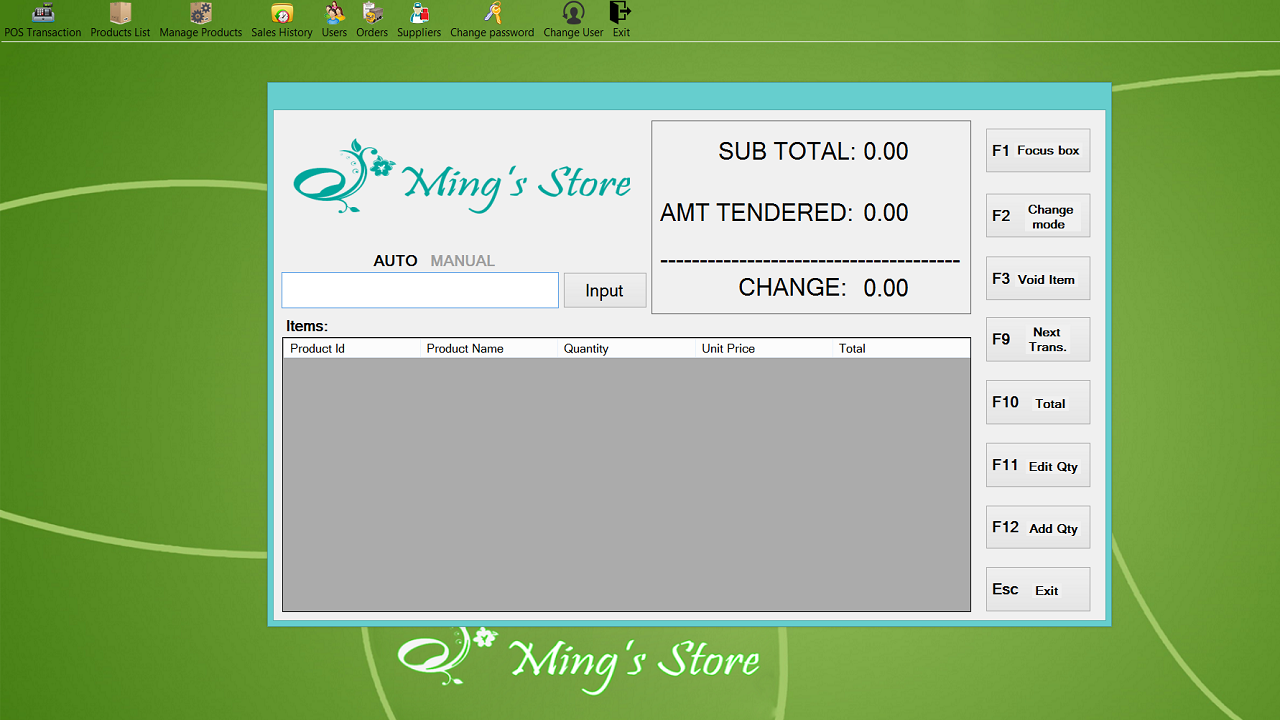 POS Transaction Products List Manage Products Sales History Users Orders Suppliers Change password Change User Exit
Ming's Store
SUB TOTAL: 0.00
AMT TENDERED: 0.00
-------------------------------------
CHANGE: 0.00
AUTO MANUAL
Input
Items:
Product Id Product Name Quantity Unit Price Total
F1 Focus box
F2 Change
mode
F3 Void Item
F9 Next
Trans.
F10 Total
F11 Edit Qty
F12 Add Qty
Esc Exit
Ming's Store